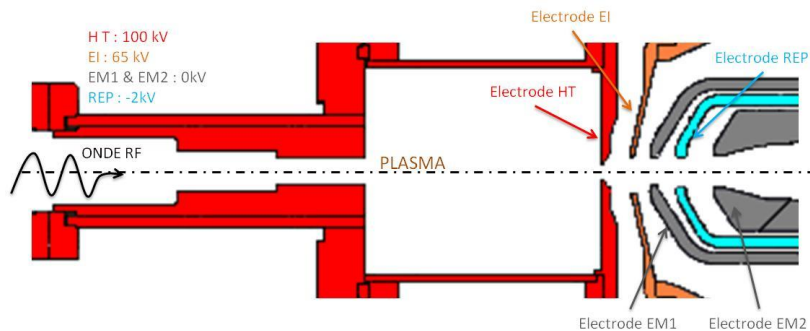 Electrode EI
HT : 100 kV
EI : 65 kV
EM1 & EM2 : 0kV
REP : -2kV
Electrode REP
Electrode HT
ONDE RF
PLASMA
Electrode EM1
Electrode EM2